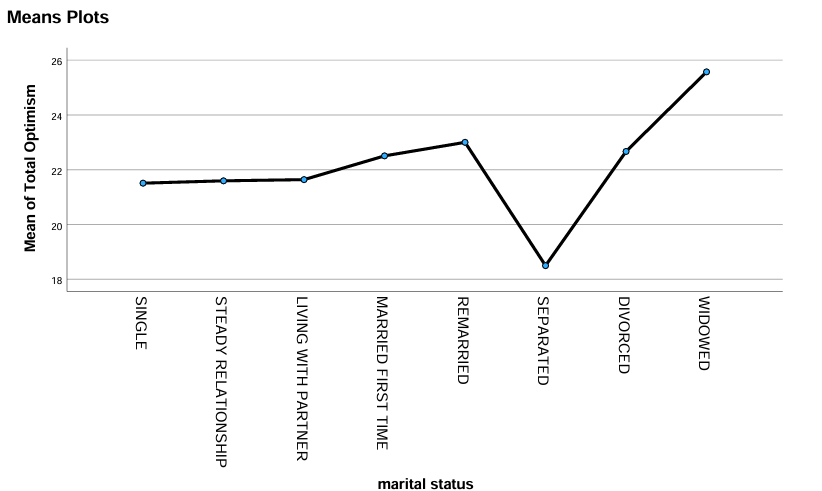 Means Plots
Mean of Total Optimism
26
24
22
20
18
SINGLE
STEADY RELATIONSHIP
LIVING WITH PARTNER
MARRIED FIRST TIME
REMARRIED
SEPARATED
DIVORCED
WIDOWED
marital status